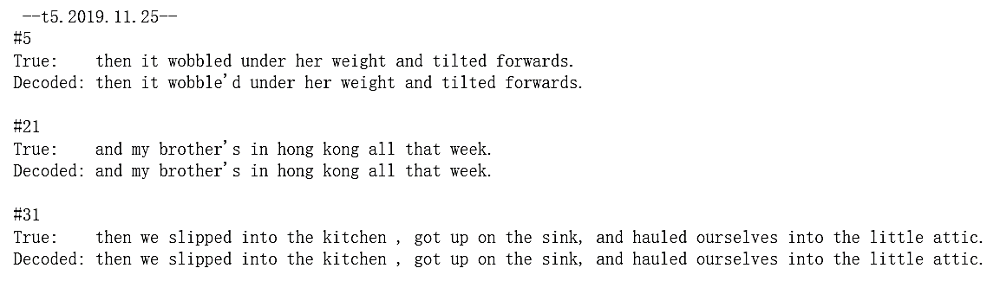 --t5.2019.11.25--
#5
True: then it wobbled under her weight and tilted forwards.
Decoded: then it wobble'd under her weight and tilted forwards.
#21
True: and my brother's in hong kong all that week.
Decoded: and my brother's in hong kong all that week.
#31
True: then we slipped into the kitchen , got up on the sink, and hauled ourselves into the little attic.
Decoded: then we slipped into the kitchen , got up on the sink, and hauled ourselves into the little attic.